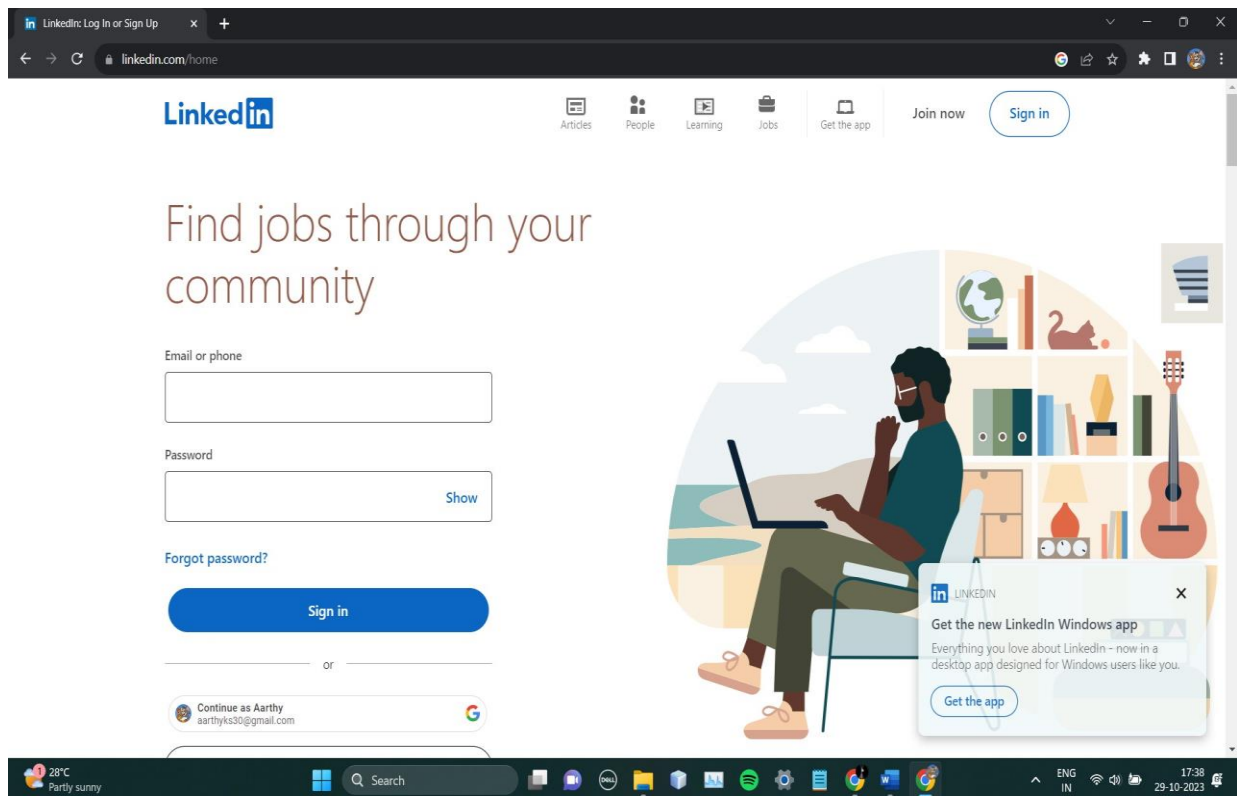 LinkedIn: Log In or Sign Up
linkedin.com/home
Linked in
Articles
People
Learning
Jobs
Get the app
Join now
Sign in
Find jobs through your
community
Email or phone
Password
Show
Forgot password?
Sign in
or
Continue as Aarthy
aarthyks30@gmail.com
G
in LINKEDIN
Get the new LinkedIn Windows app
Everything you love about LinkedIn - now in a
desktop app designed for Windows users like you.
Get the app
1
28°C
Partly sunny
Search
DELL
ENG
IN
17:38
29-10-2023